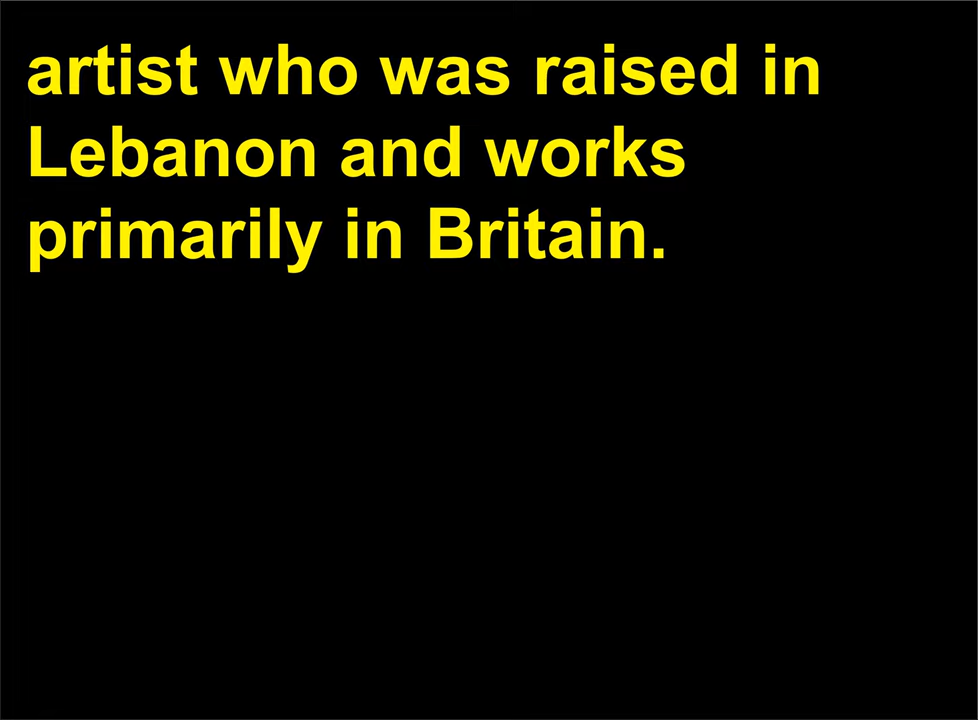 artist who was raised in
Lebanon and works
primarily in Britain.